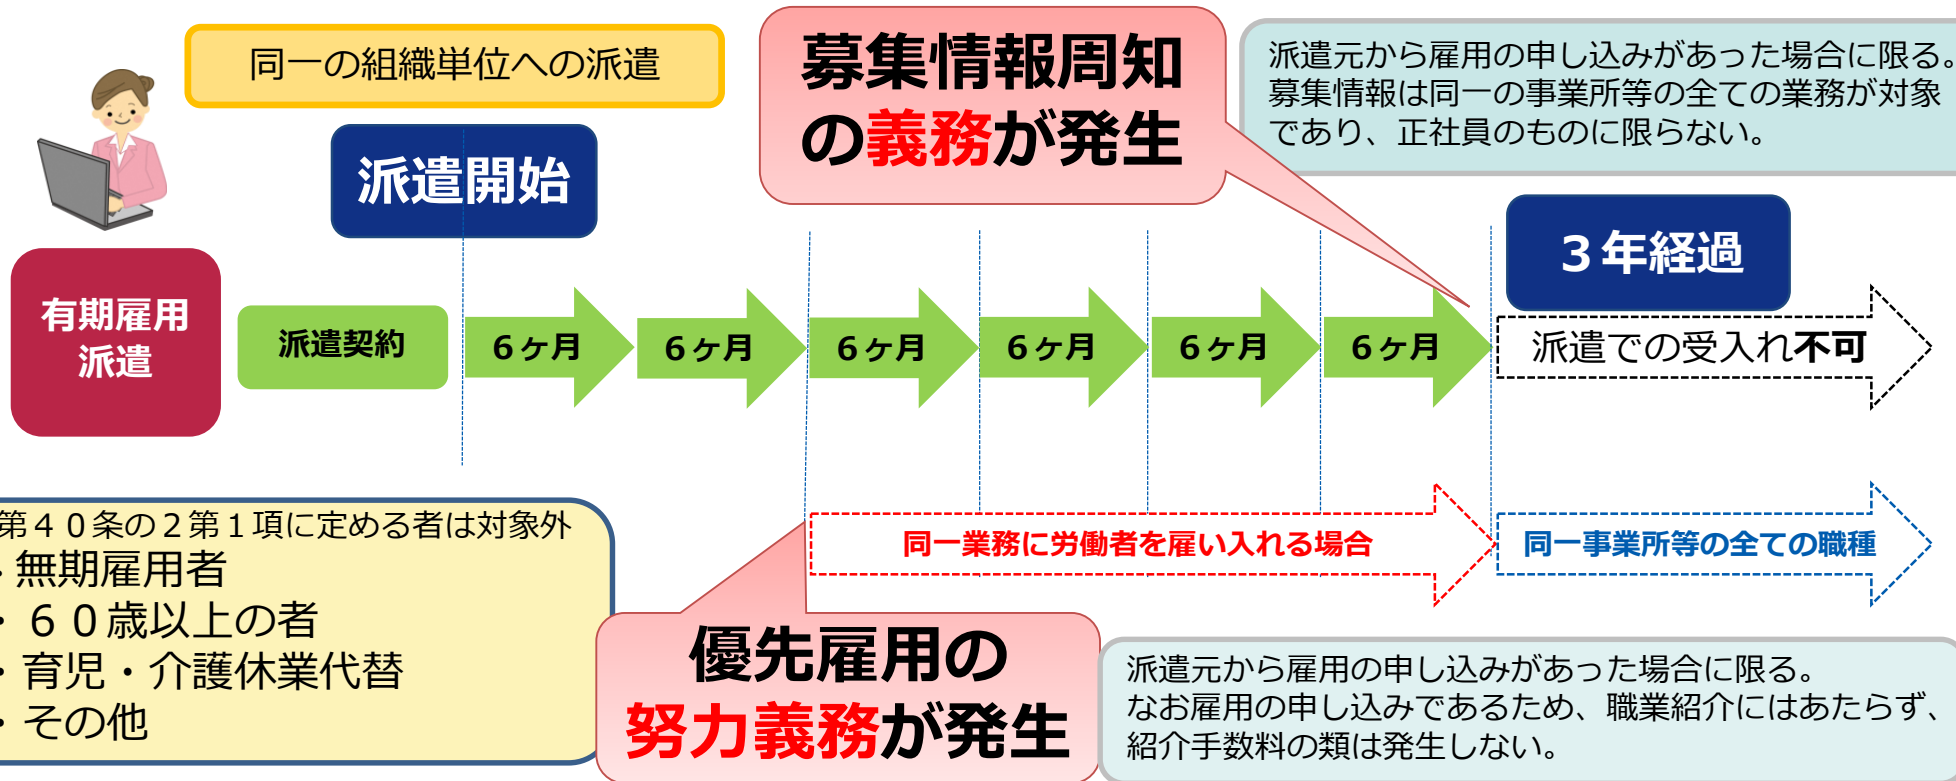 同一の組織単位への派遣
募集情報周知
の義務が発生
派遣元から雇用の申し込みがあった場合に限る。
募集情報は同一の事業所等の全ての業務が対象
であり、正社員のものに限らない。
派遣開始
３年経過
有期雇用
派遣
派遣契約
６ヶ月
６ヶ月
６ヶ月
６ヶ月
６ヶ月
６ヶ月
派遣での受入れ不可
第４０条の２第１項に定める者は対象外
・無期雇用者
・６０歳以上の者
・育児・介護休業代替
・その他
同一業務に労働者を雇い入れる場合
同一事業所等の全ての職種
優先雇用の
努力義務が発生
派遣元から雇用の申し込みがあった場合に限る。
なお雇用の申し込みであるため、職業紹介にはあたらず、
紹介手数料の類は発生しない。